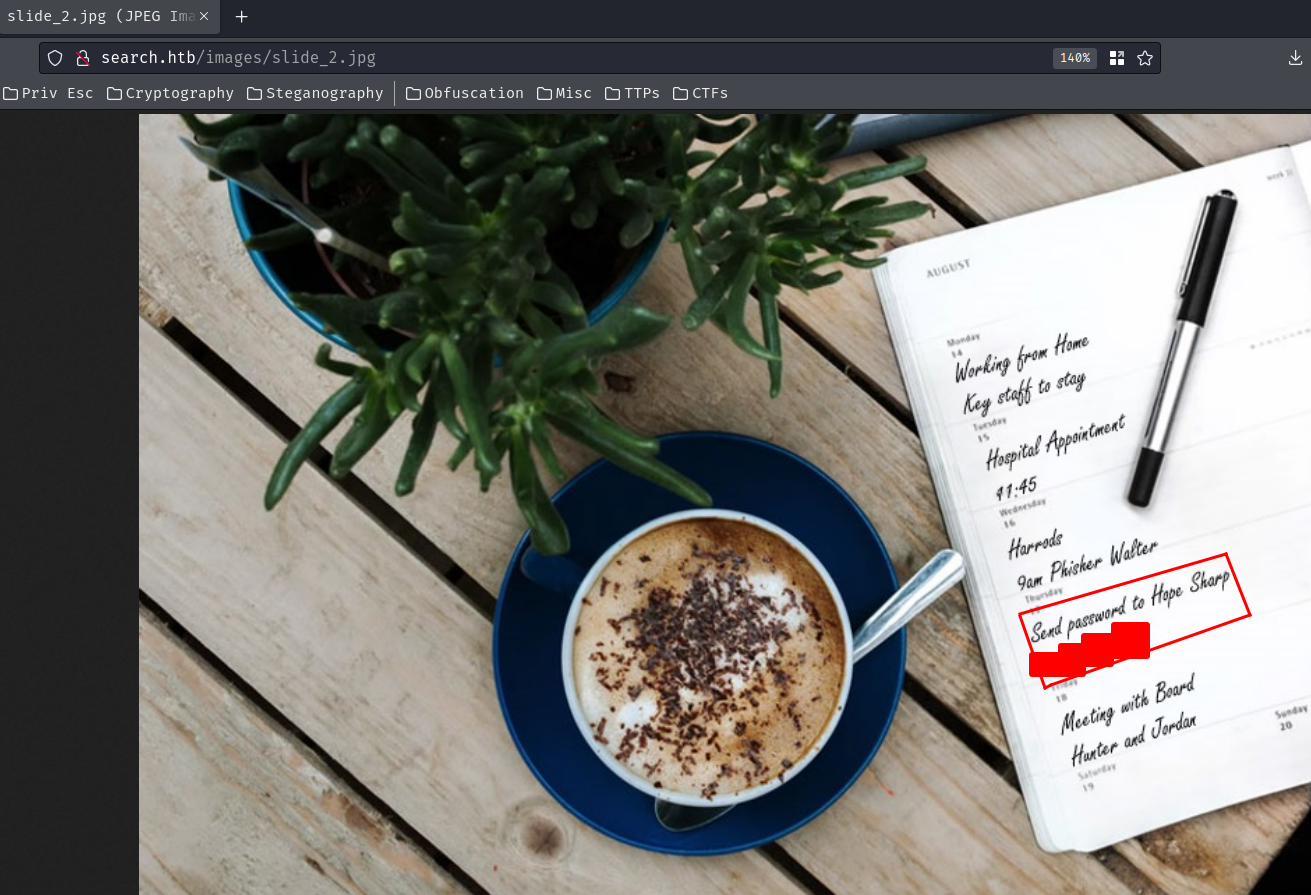 slide_2.jpg (JPEG Ima
search.htb/images/slide_2.jpg
140%
Priv Esc
Cryptography
Steganography
Obfuscation
Misc
TTPs
CTFs
week 33
AUGUST
Monday
14
Working from Home
Key staff to stay
Tuesday
15
Hospital Appointment
11:45
Wednesday
16
Harrods
9am Phisher Walter
Thursday
Send password to Hope Sharp
Friday
18
Meeting with Board
Hunter and Jordan
Saturday
19
Sunday
20